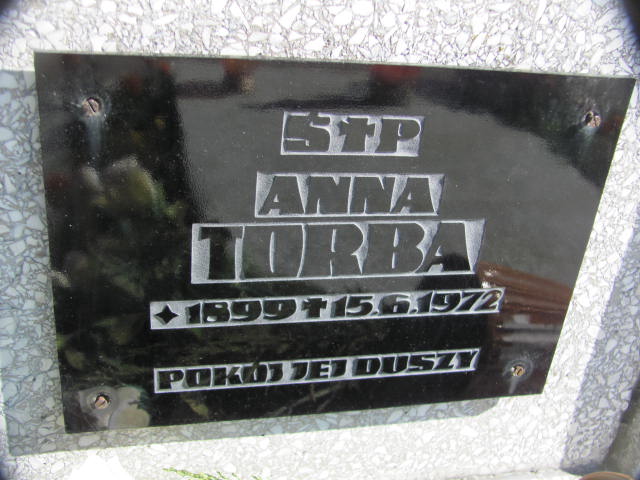 Ś✝P
ANNA
TORBA
✦ 1899 ✝ 15.6.1972
POKÓJ JEJ DUSZY